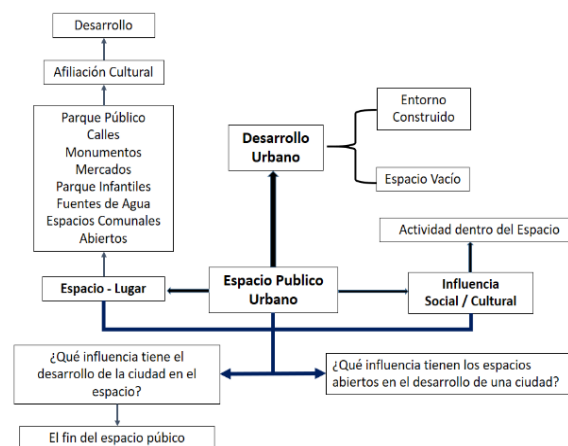 Desarrollo
Afiliación Cultural
Parque Público
Calles
Monumentos
Mercados
Parque Infantiles
Fuentes de Agua
Espacios Comunales
Abiertos
Espacio - Lugar
Desarrollo
Urbano
Entorno
Construido
Espacio Vacío
Espacio Publico
Urbano
Actividad dentro del Espacio
Influencia
Social / Cultural
¿Qué influencia tiene el
desarrollo de la ciudad en el
espacio?
¿Qué influencia tienen los espacios
abiertos en el desarrollo de una ciudad?
El fin del espacio púbico